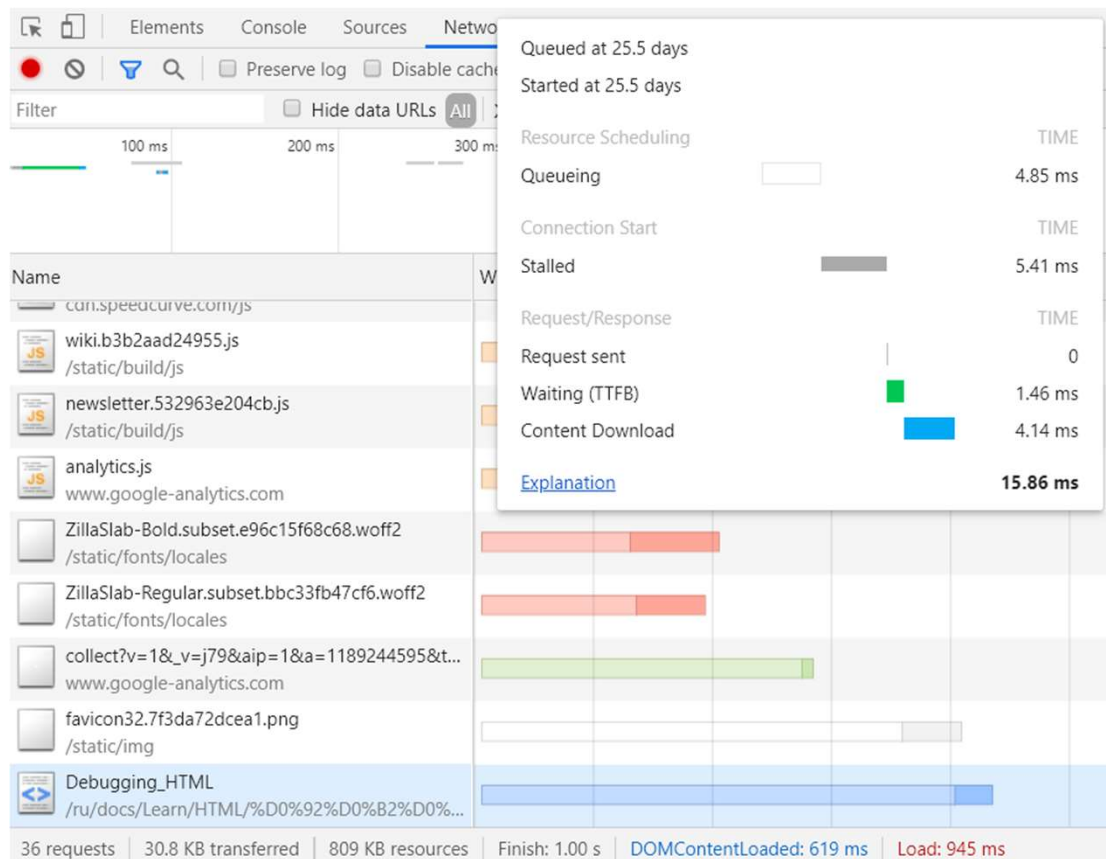 Elements Console Sources Netwo
Preserve log Disable cache
Filter Hide data URLs All
100 ms 200 ms 300 ms
Name W
cdn.speedcurve.com/js
wiki.b3b2aad24955.js
/static/build/js
newsletter.532963e204cb.js
/static/build/js
analytics.js
www.google-analytics.com
ZillaSlab-Bold.subset.e96c15f68c68.woff2
/static/fonts/locales
ZillaSlab-Regular.subset.bbc33fb47cf6.woff2
/static/fonts/locales
collect?v=1&_v=j79&aip=1&a=1189244595&t...
www.google-analytics.com
favicon32.7f3da72dcea1.png
/static/img
Debugging_HTML
/ru/docs/Learn/HTML/%D0%92%D0%B2%D0%...
Queued at 25.5 days
Started at 25.5 days
Resource Scheduling TIME
Queueing 4.85 ms
Connection Start TIME
Stalled 5.41 ms
Request/Response TIME
Request sent 0
Waiting (TTFB) 1.46 ms
Content Download 4.14 ms
Explanation 15.86 ms
36 requests 30.8 KB transferred 809 KB resources Finish: 1.00 s DOMContentLoaded: 619 ms Load: 945 ms